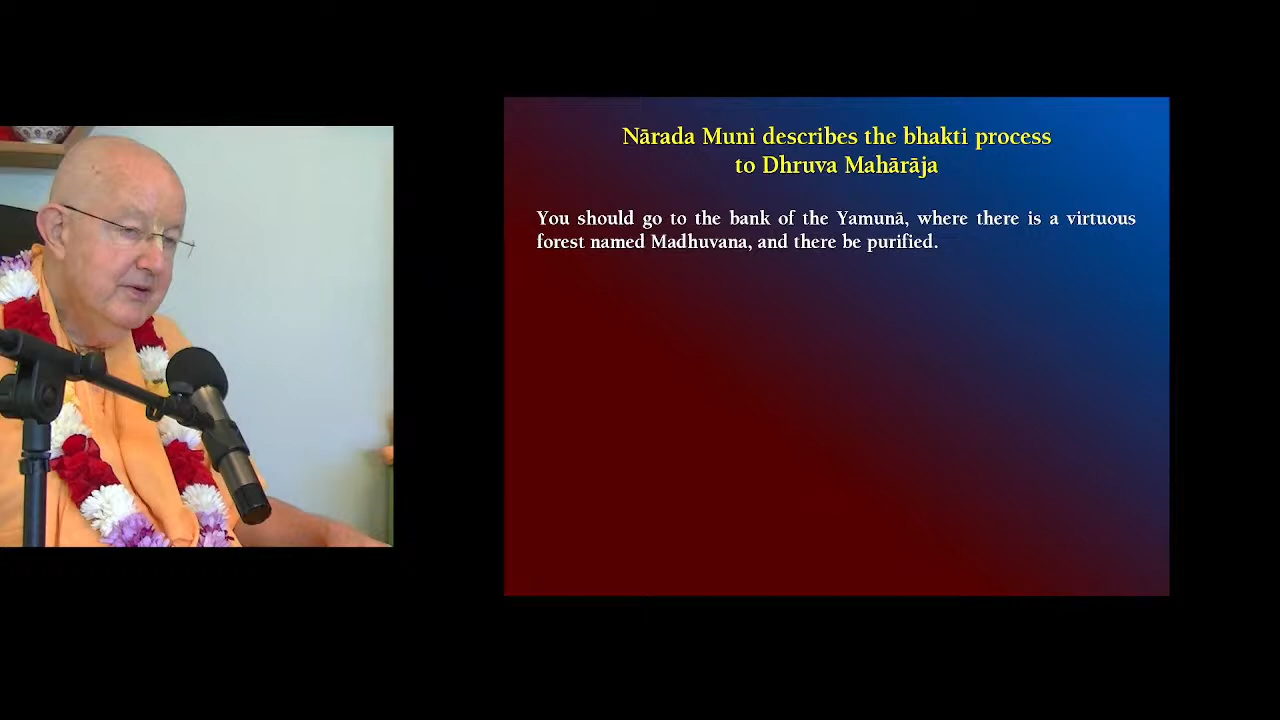 Nārada Muni describes the bhakti process
to Dhruva Mahārāja
You should go to the bank of the Yamunā, where there is a virtuous
forest named Madhuvana, and there be purified.